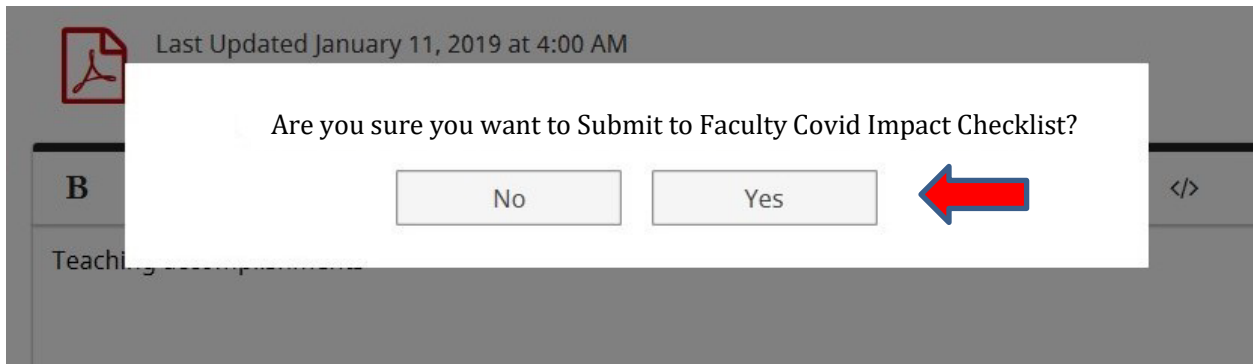 Last Updated January 11, 2019 at 4:00 AM
Are you sure you want to Submit to Faculty Covid Impact Checklist?
No Yes
B </>
Teaching